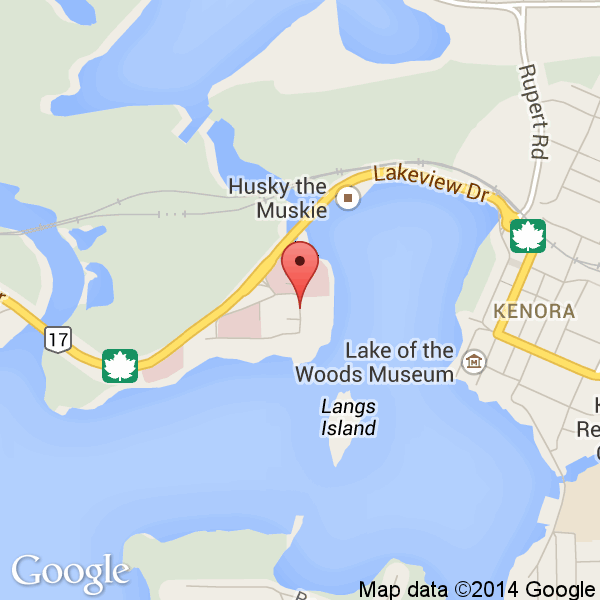 Rupert Rd
Lakeview Dr
Husky the
Muskie
KENORA
17
Lake of the
Woods Museum
Langs
Island
Re
Google
Map data ©2014 Google